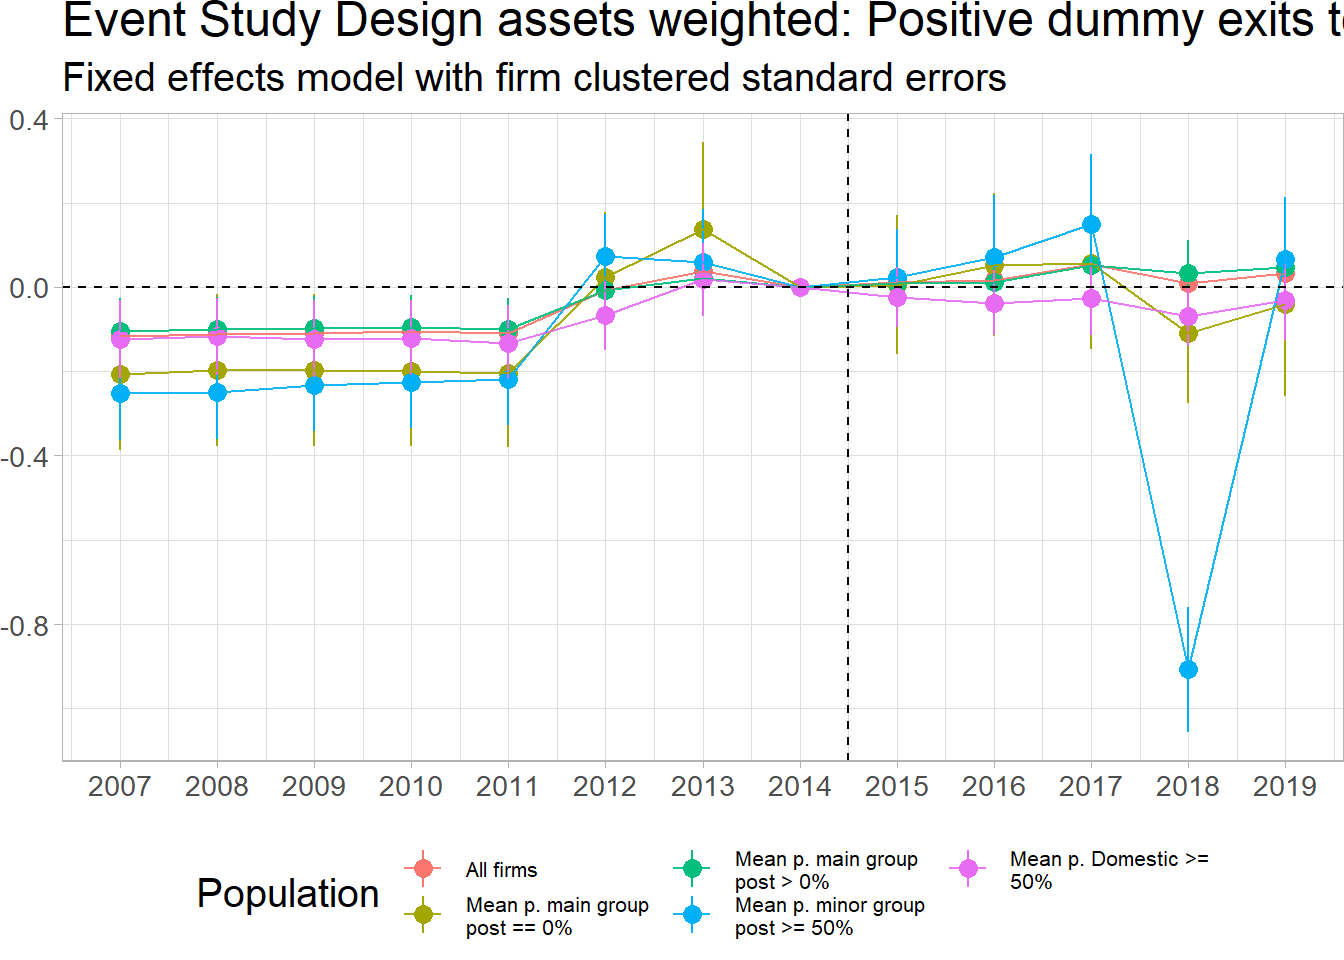 Event Study Design assets weighted: Positive dummy exits
Fixed effects model with firm clustered standard errors
0.4
0.0
-0.4
-0.8
2007 2008 2009 2010 2011 2012 2013 2014 2015 2016 2017 2018 2019
Population
All firms
Mean p. main group
post == 0%
Mean p. main group
post > 0%
Mean p. minor group
post >= 50%
Mean p. Domestic >=
50%